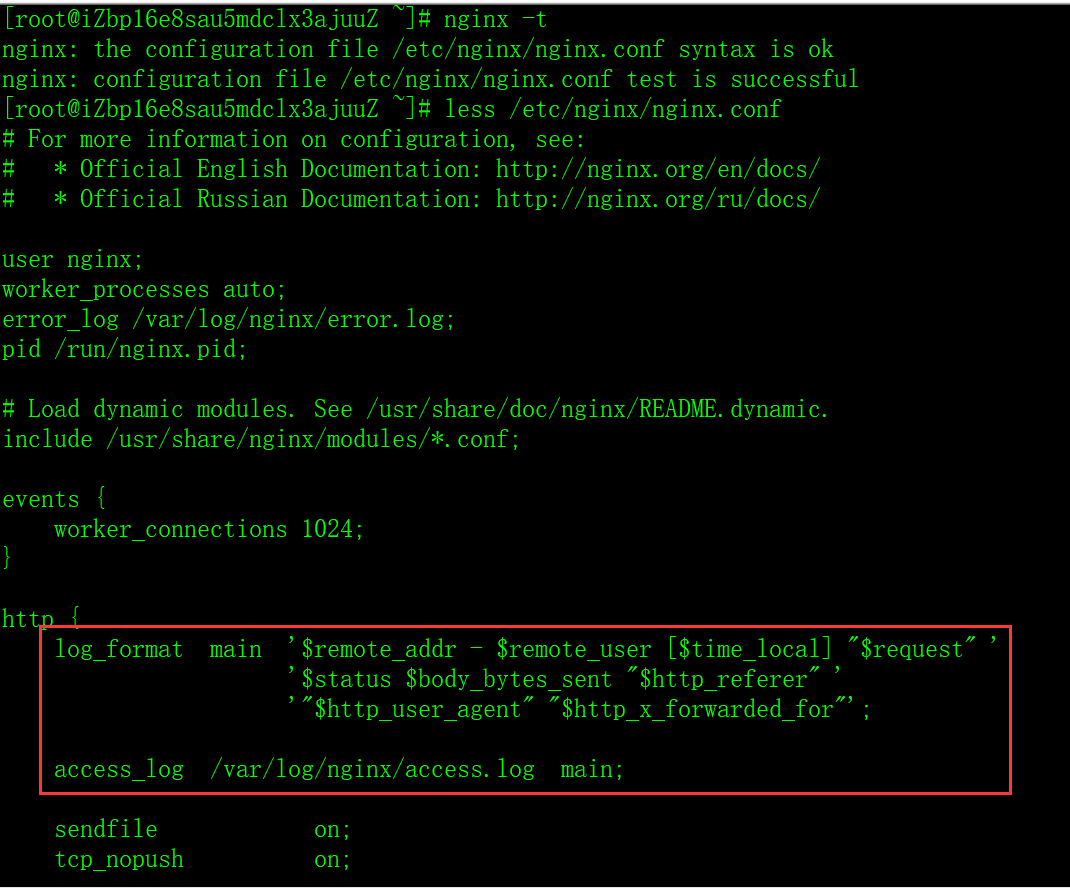 [root@iZbp16e8sau5mdclx3ajuuZ ~]# nginx -t
nginx: the configuration file /etc/nginx/nginx.conf syntax is ok
nginx: configuration file /etc/nginx/nginx.conf test is successful
[root@iZbp16e8sau5mdclx3ajuuZ ~]# less /etc/nginx/nginx.conf
# For more information on configuration, see:
#   * Official English Documentation: http://nginx.org/en/docs/
#   * Official Russian Documentation: http://nginx.org/ru/docs/

user nginx;
worker_processes auto;
error_log /var/log/nginx/error.log;
pid /run/nginx.pid;

# Load dynamic modules. See /usr/share/doc/nginx/README.dynamic.
include /usr/share/nginx/modules/*.conf;

events {
    worker_connections 1024;
}

http {
    log_format  main  '$remote_addr - $remote_user [$time_local] "$request" '
                      '$status $body_bytes_sent "$http_referer" '
                      '"$http_user_agent" "$http_x_forwarded_for"';

    access_log  /var/log/nginx/access.log  main;

    sendfile            on;
    tcp_nopush          on;